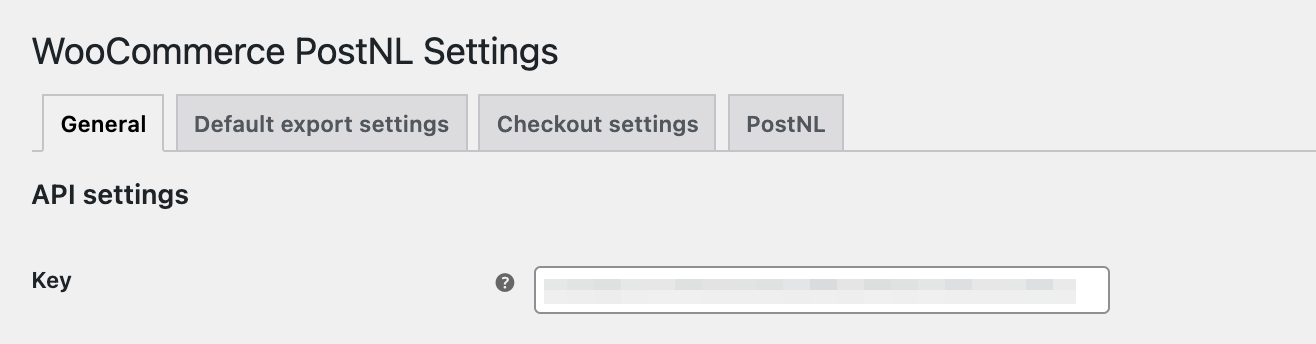 WooCommerce PostNL Settings
General Default export settings Checkout settings PostNL
API settings
Key ?